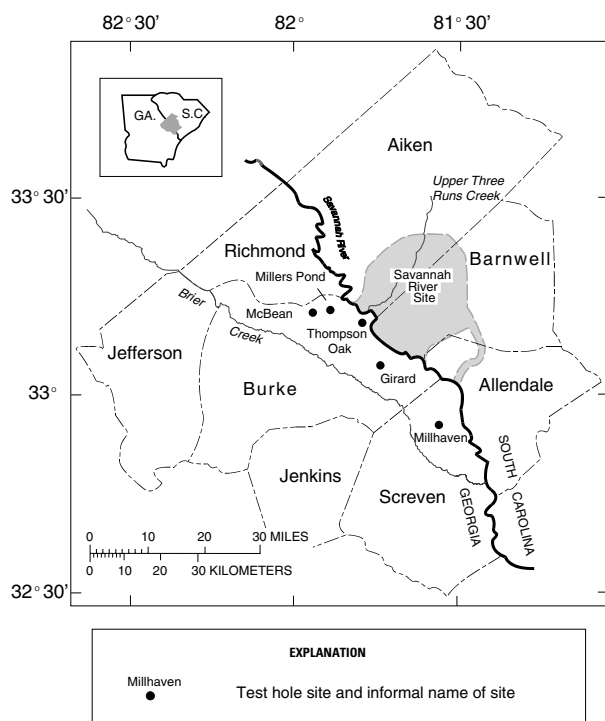 82° 30'
82°
81° 30'
GA.
S.C
Aiken
Upper Three
Runs Creek
33° 30'
Savannah River
Richmond
Barnwell
Savannah
River
Site
Millers Pond
Brier
McBean
Creek
Thompson
Oak
Jefferson
Girard
Allendale
Burke
33°
Millhaven
SOUTH
CAROLINA
Jenkins
Screven
GEORGIA
0 10 20 30 MILES
0 10 20 30 KILOMETERS
32° 30'
EXPLANATION
Millhaven
Test hole site and informal name of site